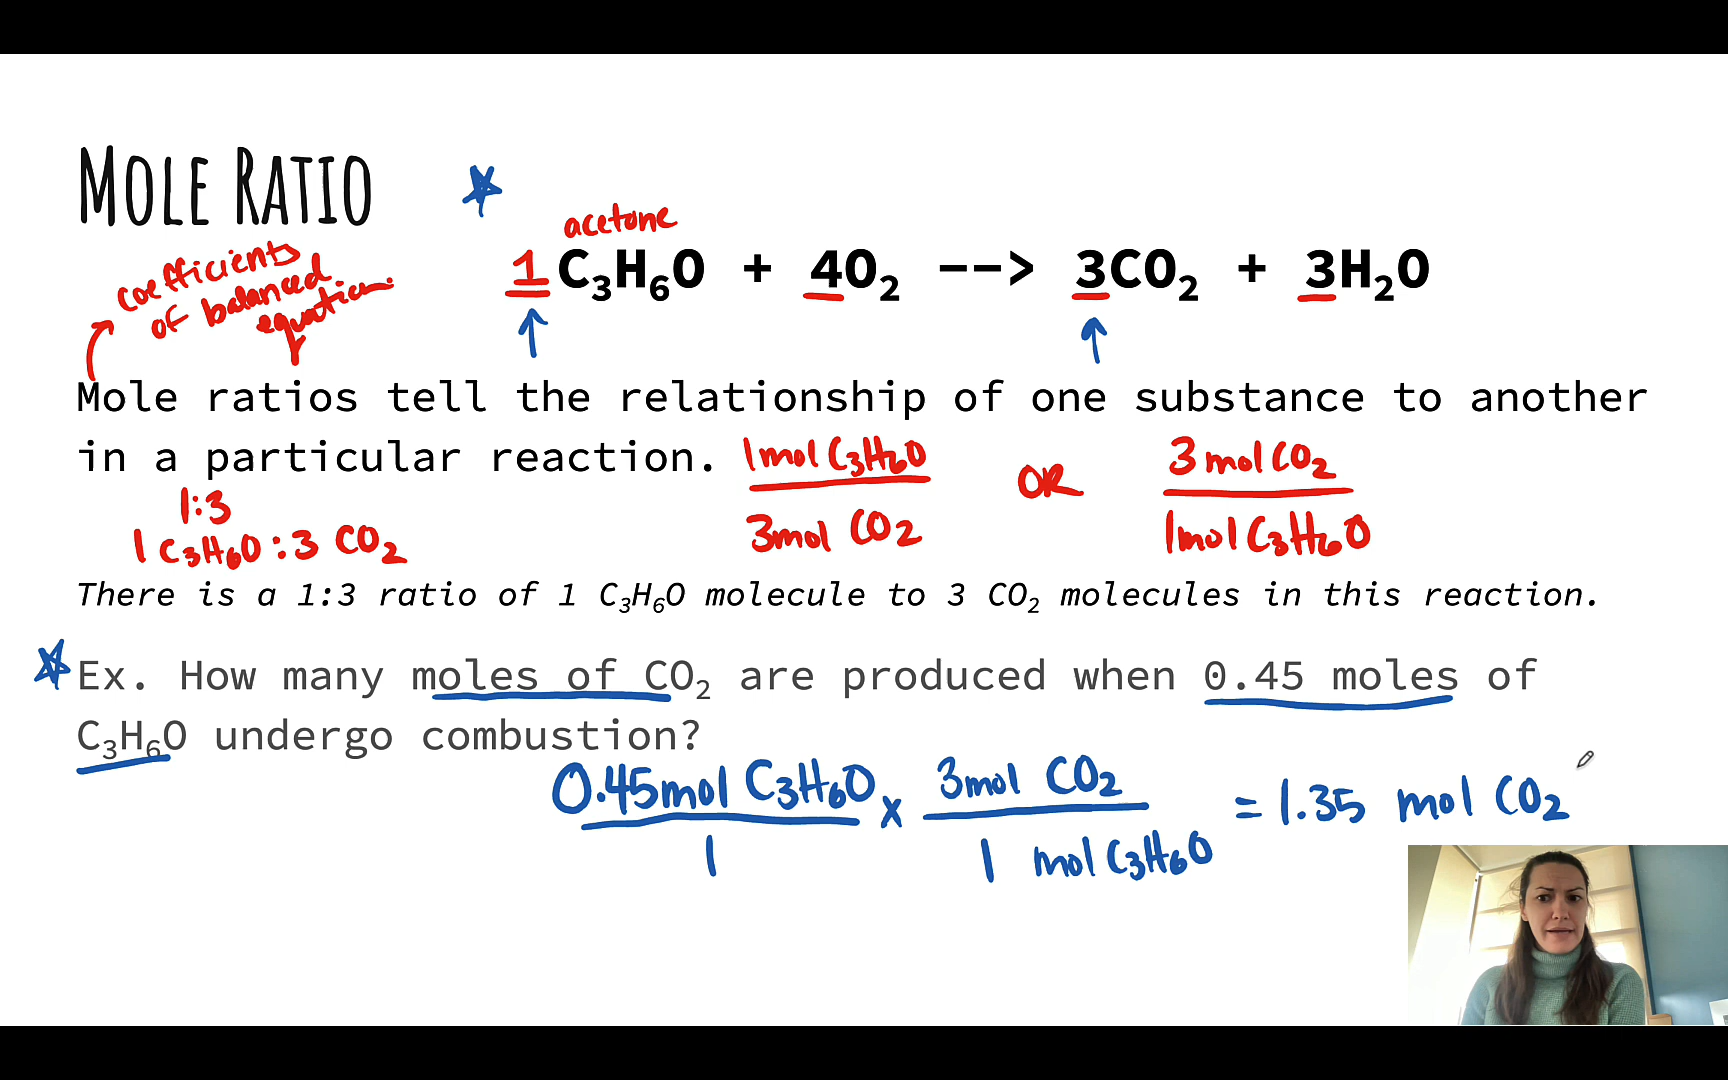 MOLE RATIO
acetone
1 C₃H₆O + 4O₂ --> 3CO₂ + 3H₂O
coefficients
of balanced
equation.
Mole ratios tell the relationship of one substance to another
in a particular reaction.
1 mol C₃H₆O / 3 mol CO₂ OR 3 mol CO₂ / 1 mol C₃H₆O
1:3
1 C₃H₆O : 3 CO₂
There is a 1:3 ratio of 1 C₃H₆O molecule to 3 CO₂ molecules in this reaction.
Ex. How many moles of CO₂ are produced when 0.45 moles of
C₃H₆O undergo combustion?
0.45 mol C₃H₆O / 1 x 3 mol CO₂ / 1 mol C₃H₆O = 1.35 mol CO₂